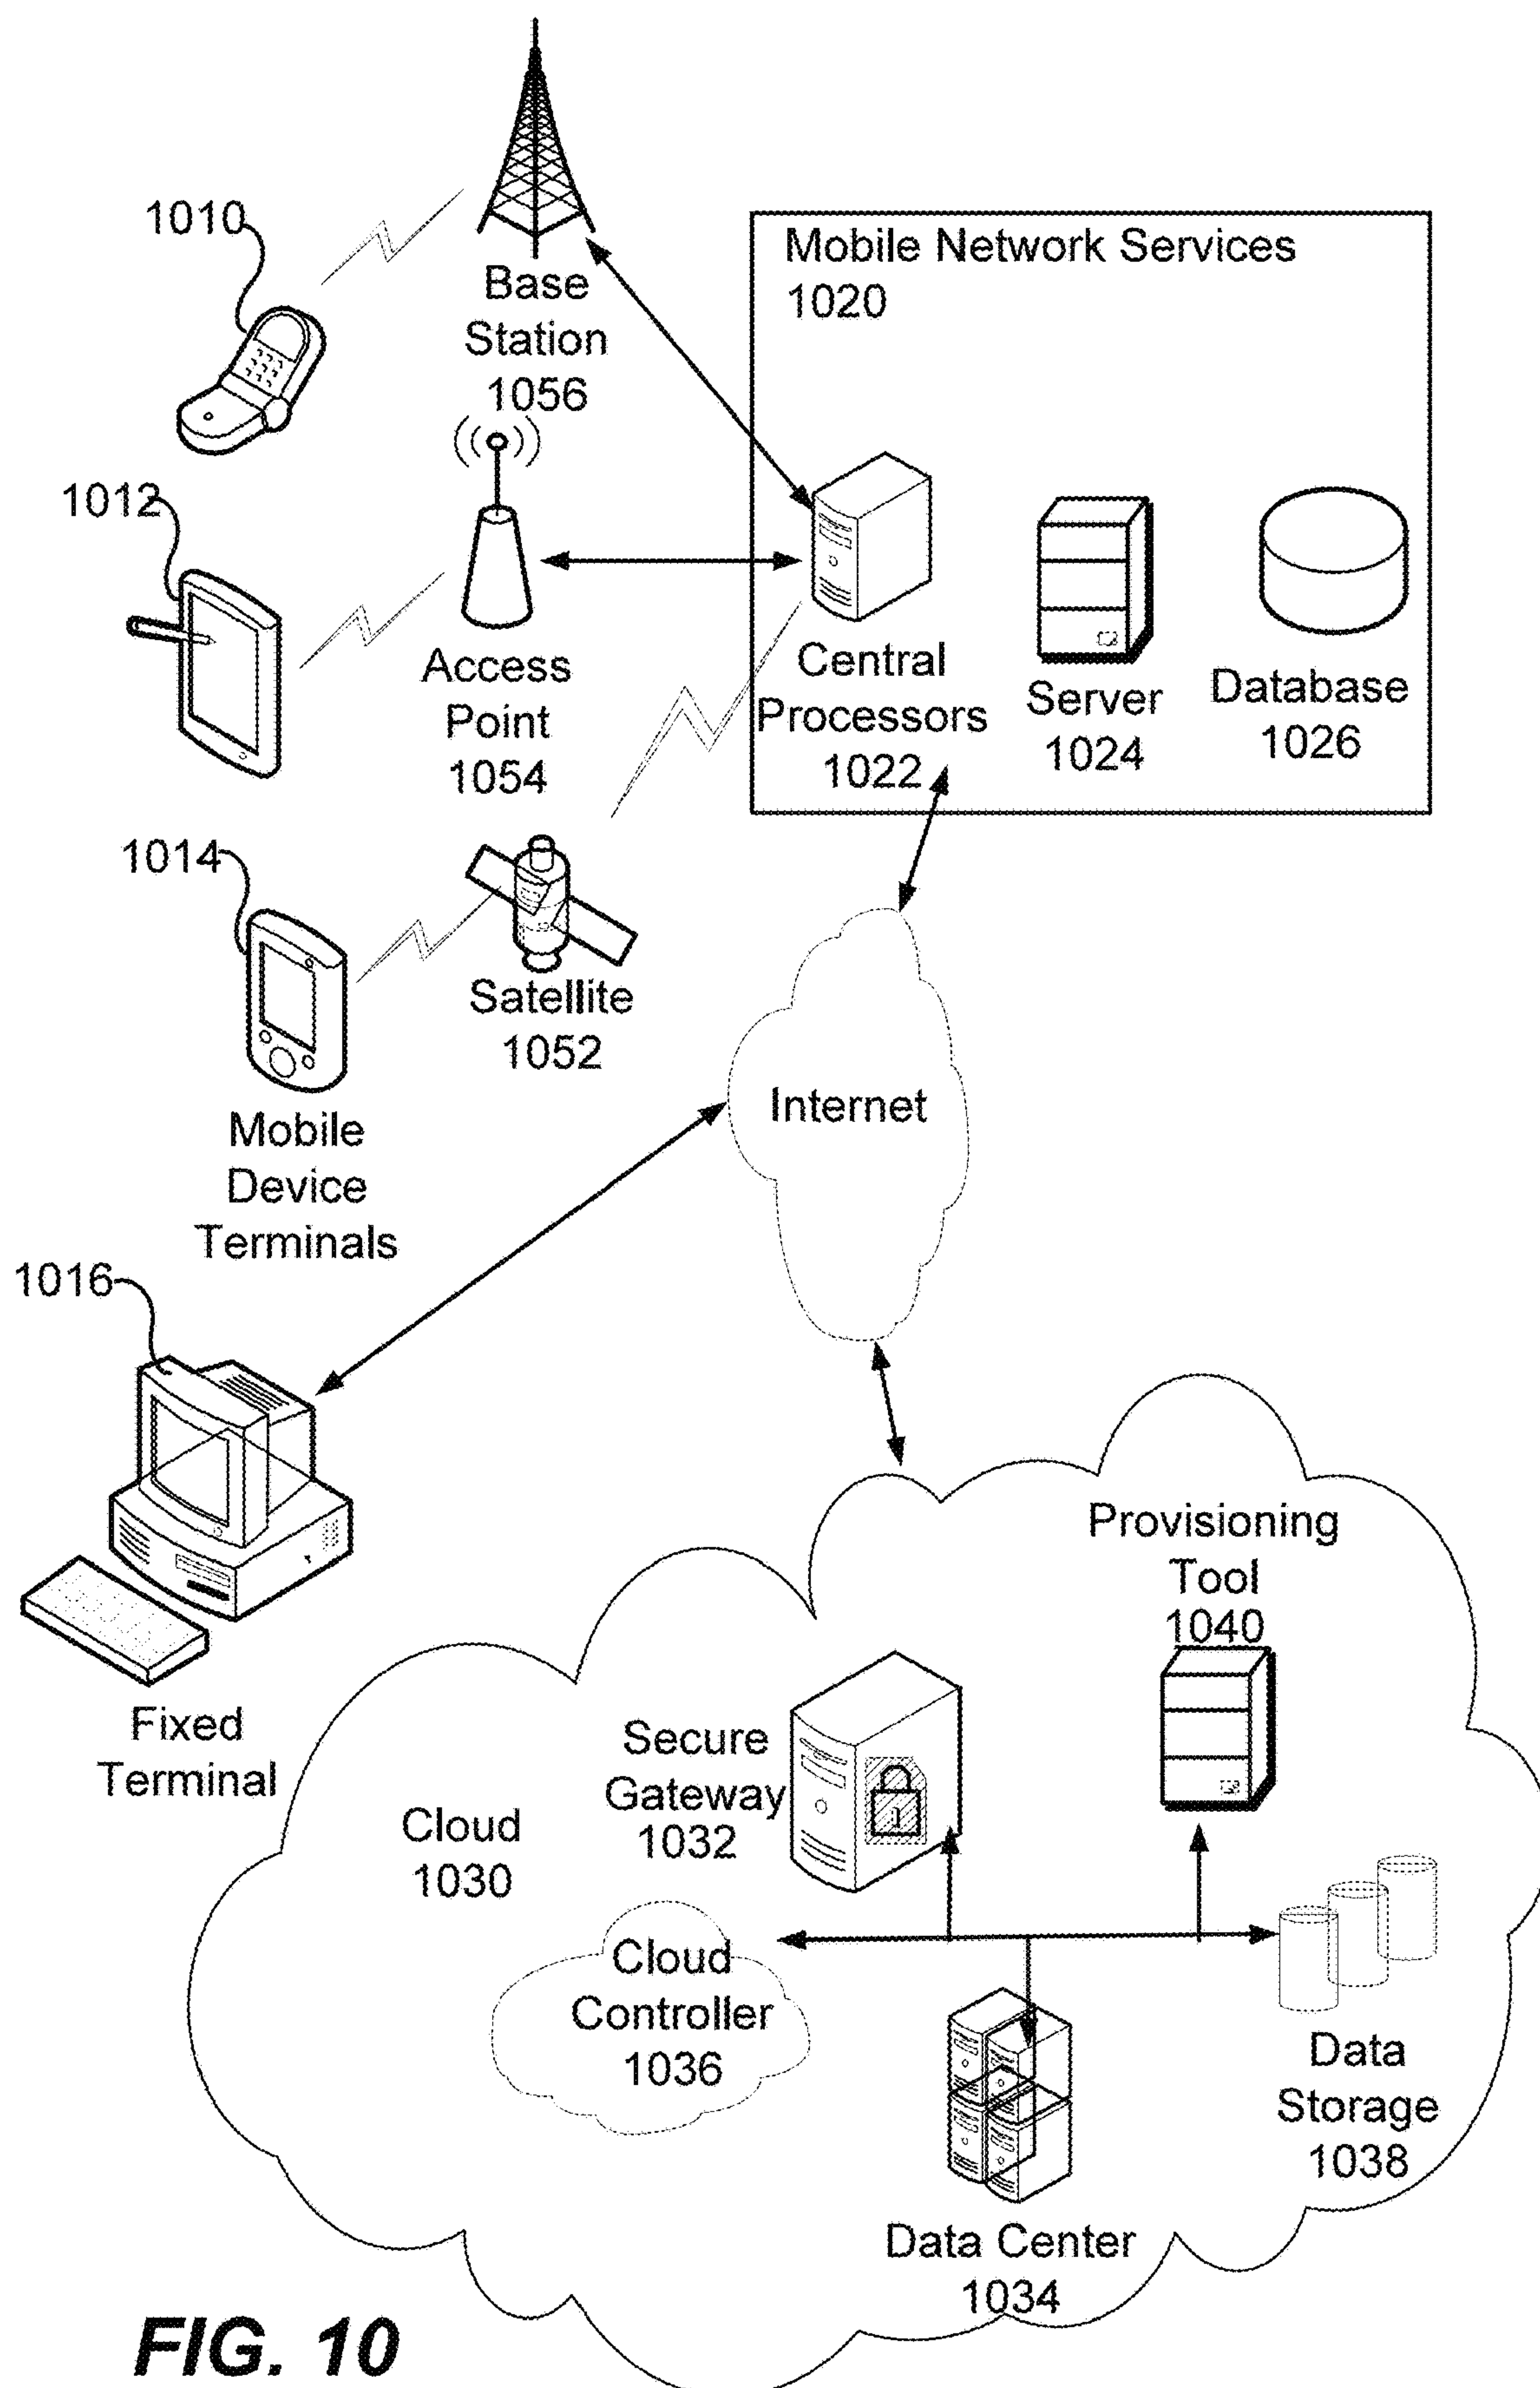 1010
Base
Station
1056
Mobile Network Services
1020
1012
Access
Point
1054
Central
Processors
1022
Server
1024
Database
1026
1014
Satellite
1052
Mobile
Device
Terminals
Internet
1016
Fixed
Terminal
Provisioning
Tool
1040
Secure
Gateway
1032
Cloud
1030
Cloud
Controller
1036
Data
Storage
1038
Data Center
1034
FIG. 10